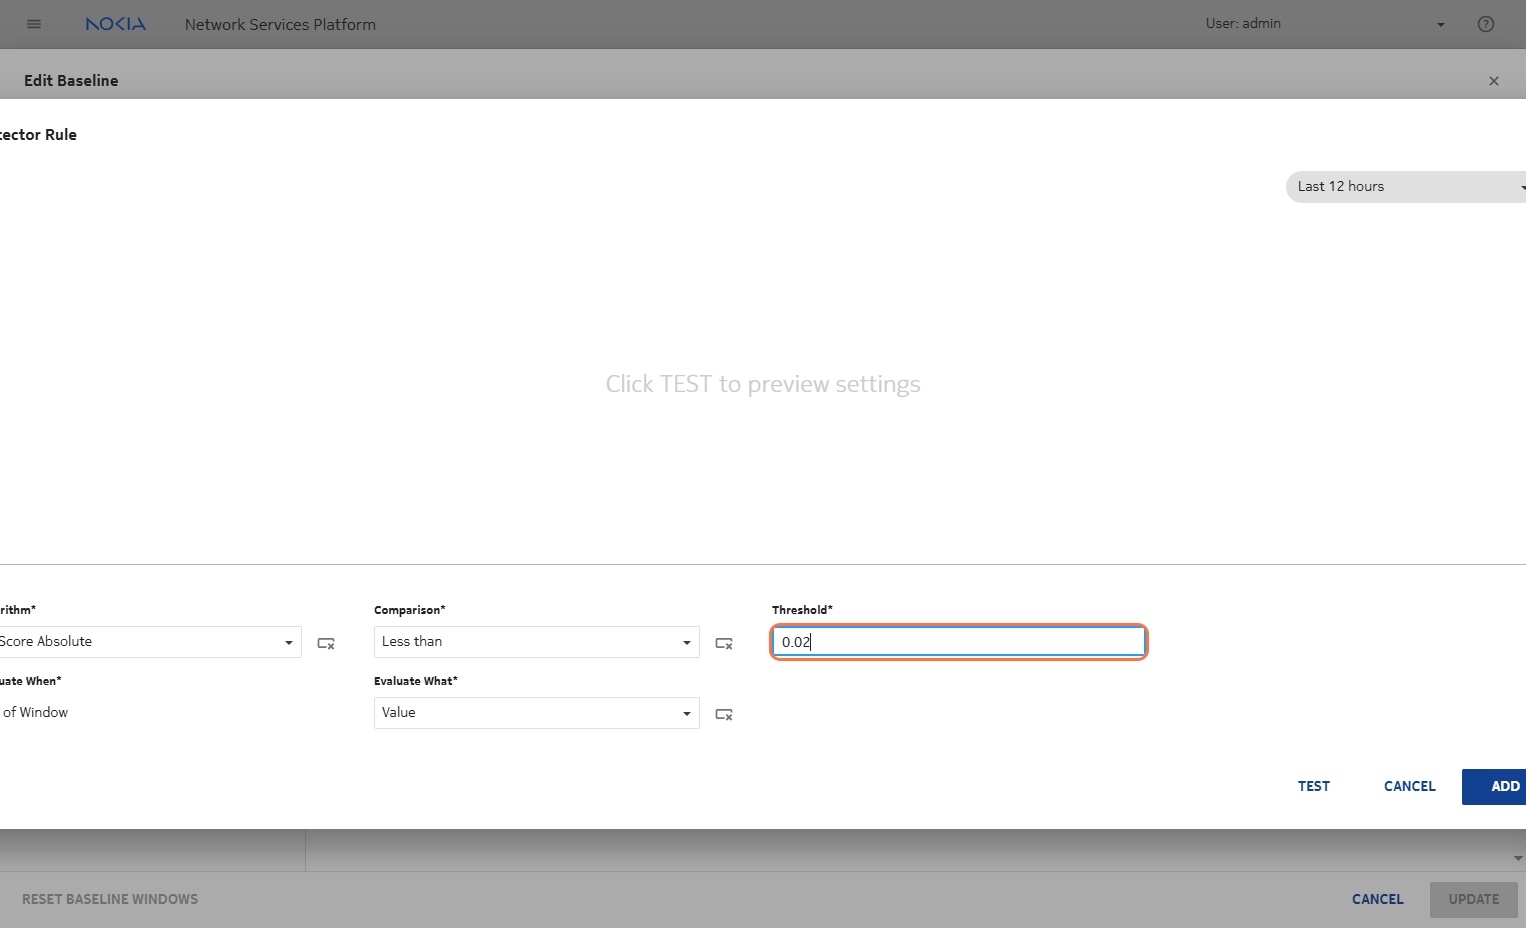 NOKIA Network Services Platform User: admin
Edit Baseline
ector Rule
Last 12 hours
Click TEST to preview settings
rithm* Comparison* Threshold*
Score Absolute Less than 0.02
uate When* Evaluate What*
of Window Value
TEST CANCEL ADD
RESET BASELINE WINDOWS CANCEL UPDATE